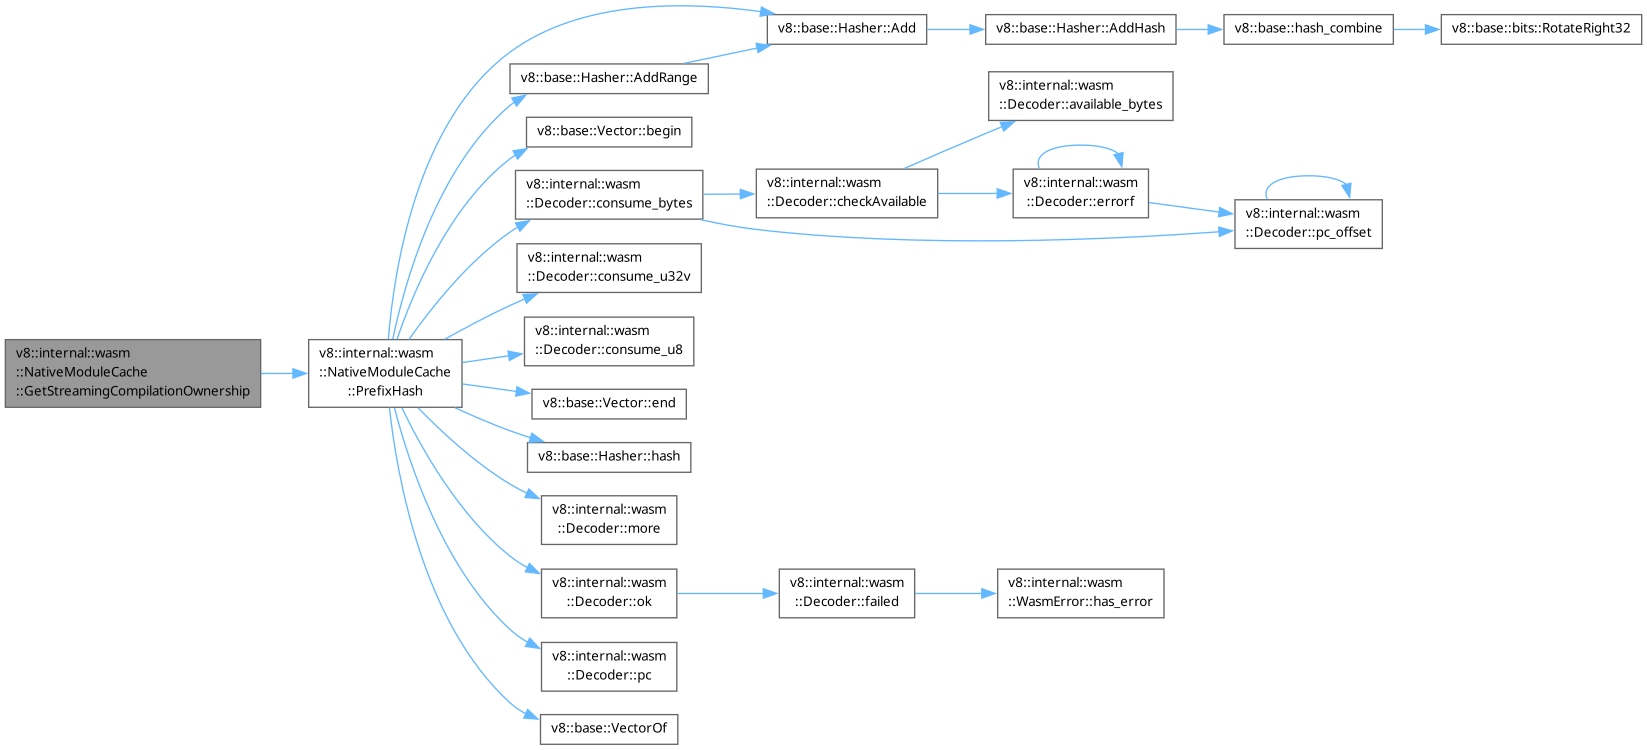 v8::internal::wasm
::NativeModuleCache
::GetStreamingCompilationOwnership
v8::internal::wasm
::NativeModuleCache
::PrefixHash
v8::base::Hasher::Add
v8::base::Hasher::AddHash
v8::base::hash_combine
v8::base::bits::RotateRight32
v8::base::Hasher::AddRange
v8::base::Vector::begin
v8::internal::wasm
::Decoder::consume_bytes
v8::internal::wasm
::Decoder::checkAvailable
v8::internal::wasm
::Decoder::available_bytes
v8::internal::wasm
::Decoder::errorf
v8::internal::wasm
::Decoder::pc_offset
v8::internal::wasm
::Decoder::consume_u32v
v8::internal::wasm
::Decoder::consume_u8
v8::base::Vector::end
v8::base::Hasher::hash
v8::internal::wasm
::Decoder::more
v8::internal::wasm
::Decoder::ok
v8::internal::wasm
::Decoder::failed
v8::internal::wasm
::WasmError::has_error
v8::internal::wasm
::Decoder::pc
v8::base::VectorOf